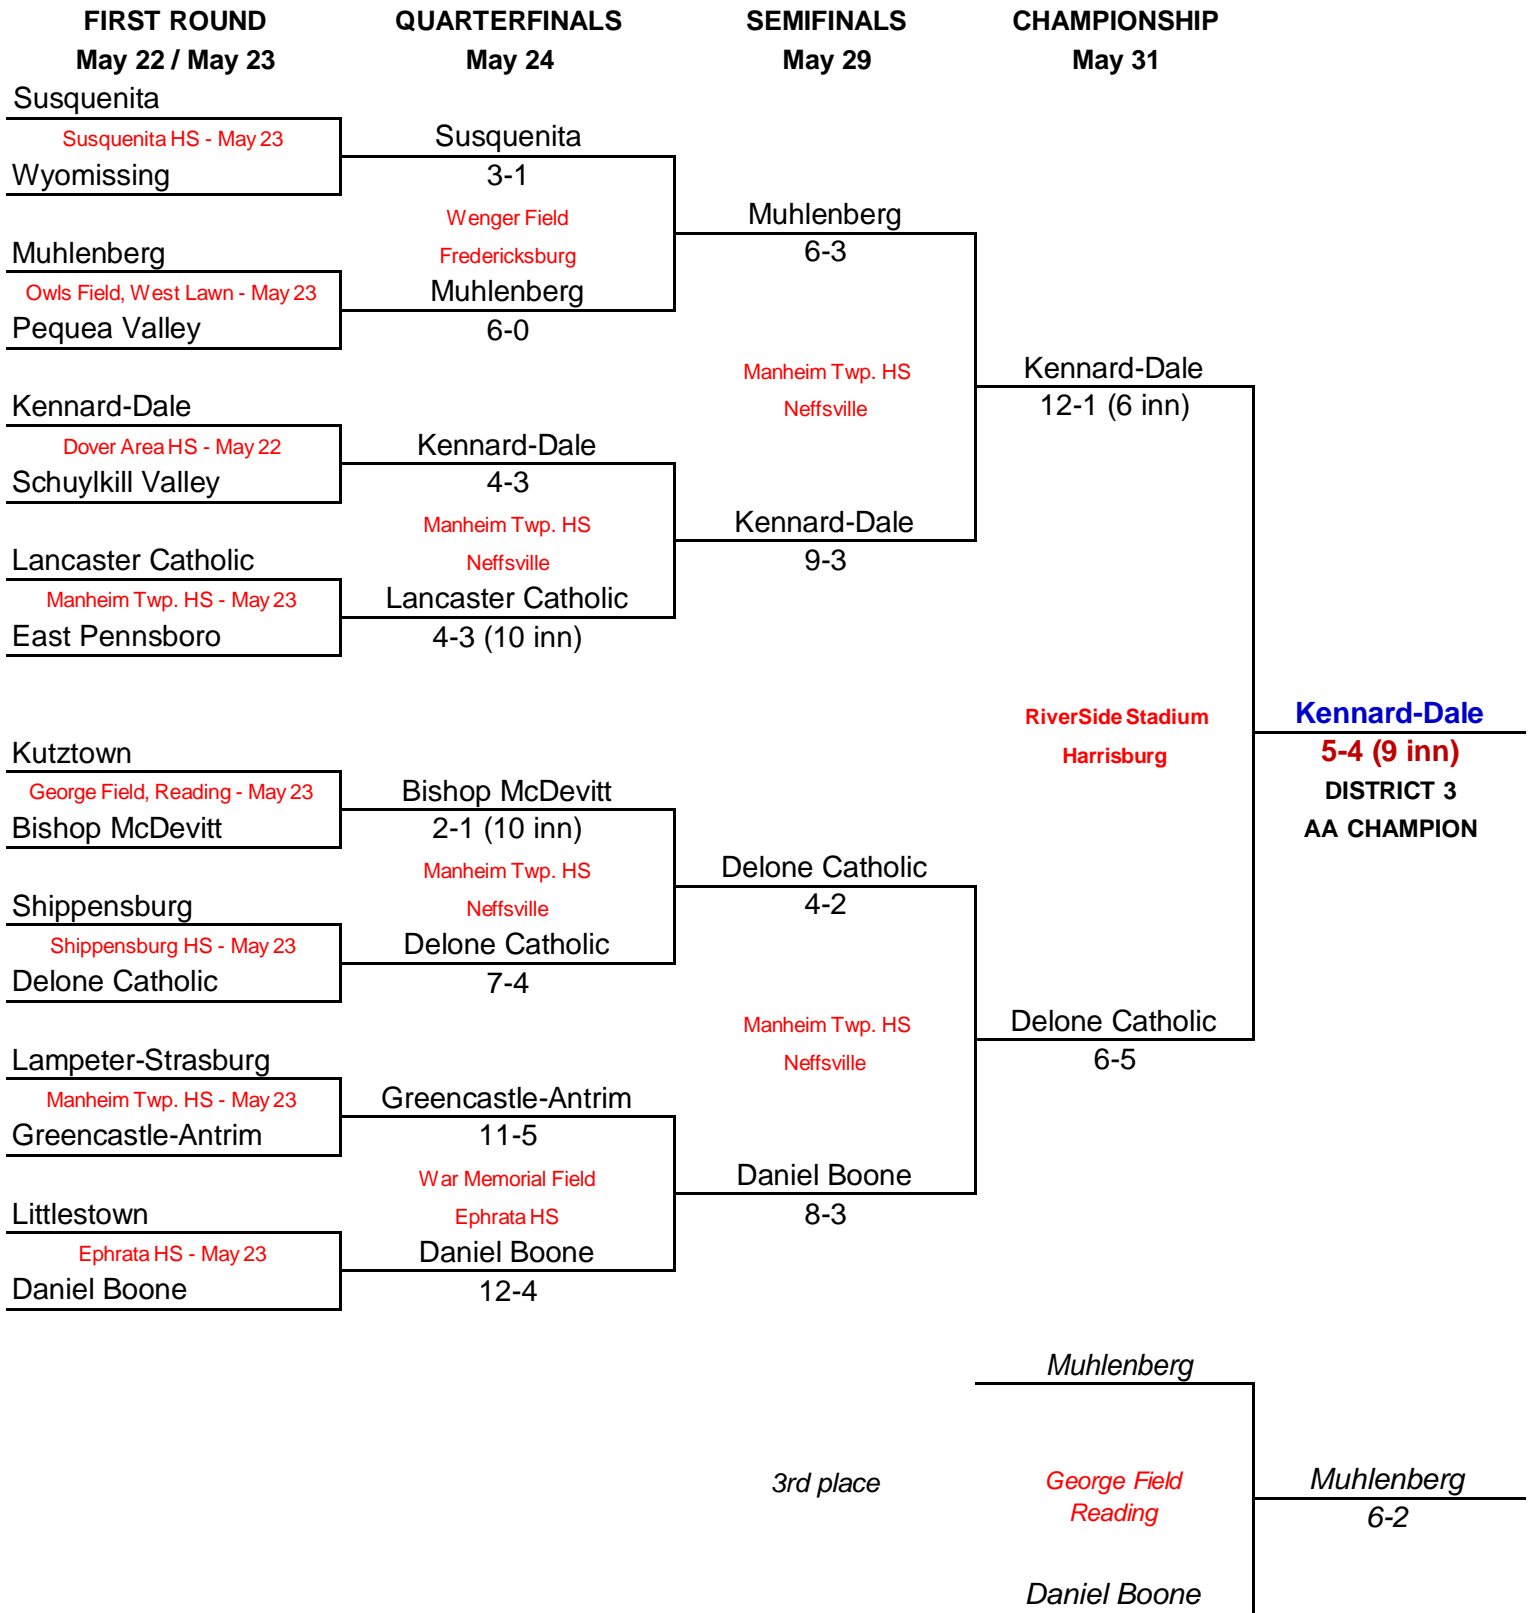 FIRST ROUND
May 22 / May 23
QUARTERFINALS
May 24
SEMIFINALS
May 29
CHAMPIONSHIP
May 31
Susquenita
Susquenita HS - May 23
Wyomissing
Muhlenberg
Owls Field, West Lawn - May 23
Pequea Valley
Kennard-Dale
Dover Area HS - May 22
Schuylkill Valley
Lancaster Catholic
Manheim Twp. HS - May 23
East Pennsboro
Kutztown
George Field, Reading - May 23
Bishop McDevitt
Shippensburg
Shippensburg HS - May 23
Delone Catholic
Lampeter-Strasburg
Manheim Twp. HS - May 23
Greencastle-Antrim
Littlestown
Ephrata HS - May 23
Daniel Boone
Susquenita
3-1
Wenger Field
Fredericksburg
Muhlenberg
6-0
Kennard-Dale
4-3
Manheim Twp. HS
Neffsville
Lancaster Catholic
4-3 (10 inn)
Bishop McDevitt
2-1 (10 inn)
Manheim Twp. HS
Neffsville
Delone Catholic
7-4
Greencastle-Antrim
11-5
War Memorial Field
Ephrata HS
Daniel Boone
12-4
Muhlenberg
6-3
Manheim Twp. HS
Neffsville
Kennard-Dale
9-3
Delone Catholic
4-2
Manheim Twp. HS
Neffsville
Daniel Boone
8-3
Kennard-Dale
12-1 (6 inn)
RiverSide Stadium
Harrisburg
Delone Catholic
6-5
Kennard-Dale
5-4 (9 inn)
DISTRICT 3
AA CHAMPION
3rd place
Muhlenberg
George Field
Reading
Daniel Boone
Muhlenberg
6-2